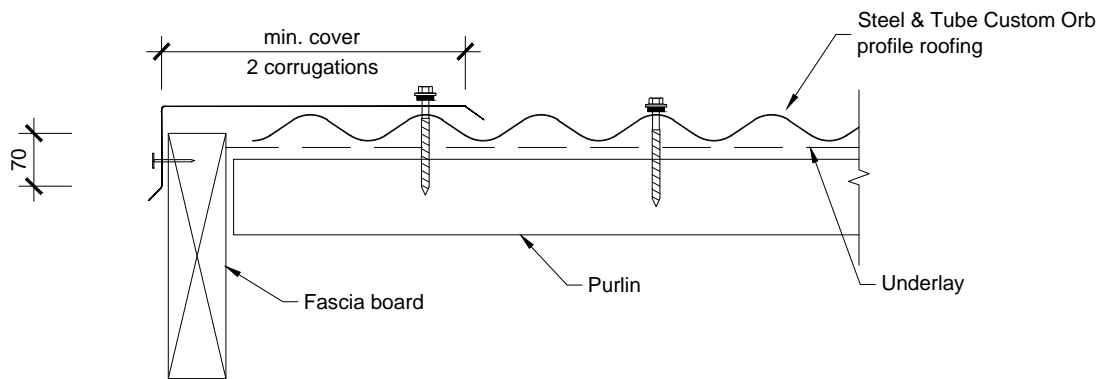 min. cover
2 corrugations
Steel & Tube Custom Orb
profile roofing
70
Fascia board
Purlin
Underlay